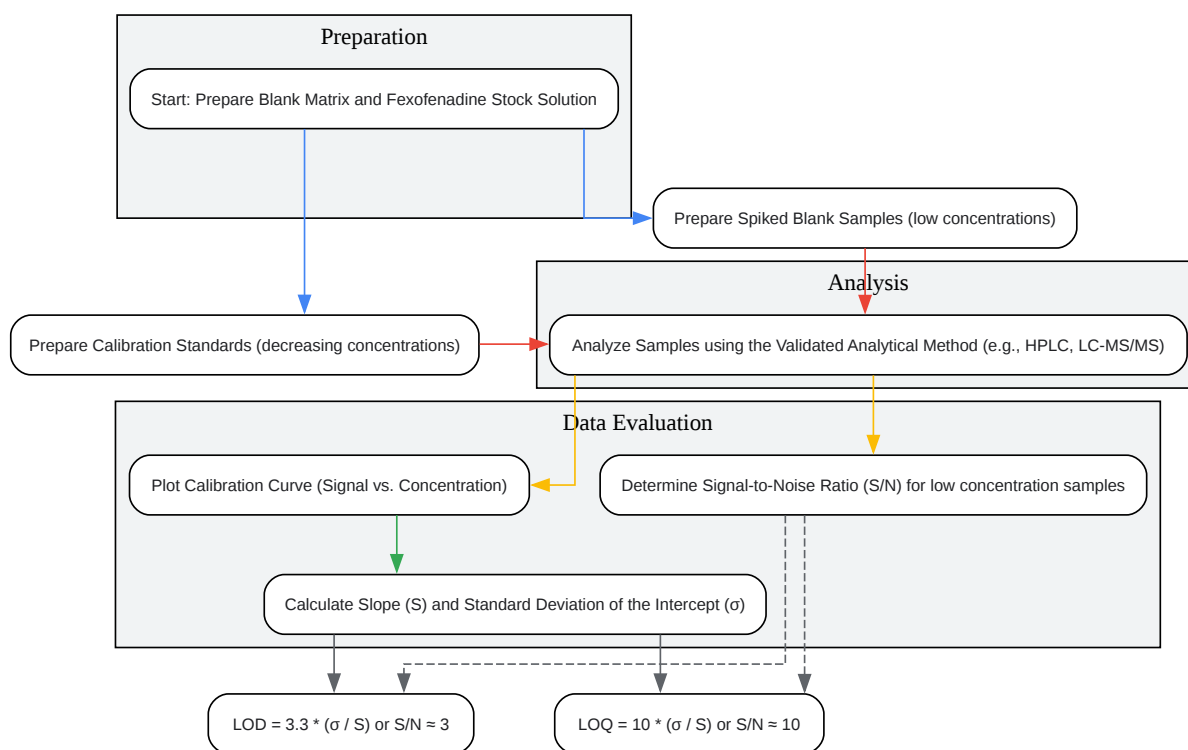 Preparation
Start: Prepare Blank Matrix and Fexofenadine Stock Solution
Prepare Spiked Blank Samples (low concentrations)
Analysis
Prepare Calibration Standards (decreasing concentrations)
Analyze Samples using the Validated Analytical Method (e.g., HPLC, LC-MS/MS)
Data Evaluation
Plot Calibration Curve (Signal vs. Concentration)
Determine Signal-to-Noise Ratio (S/N) for low concentration samples
Calculate Slope (S) and Standard Deviation of the Intercept (σ)
LOD = 3.3 * (σ / S) or S/N ≈ 3
LOQ = 10 * (σ / S) or S/N ≈ 10